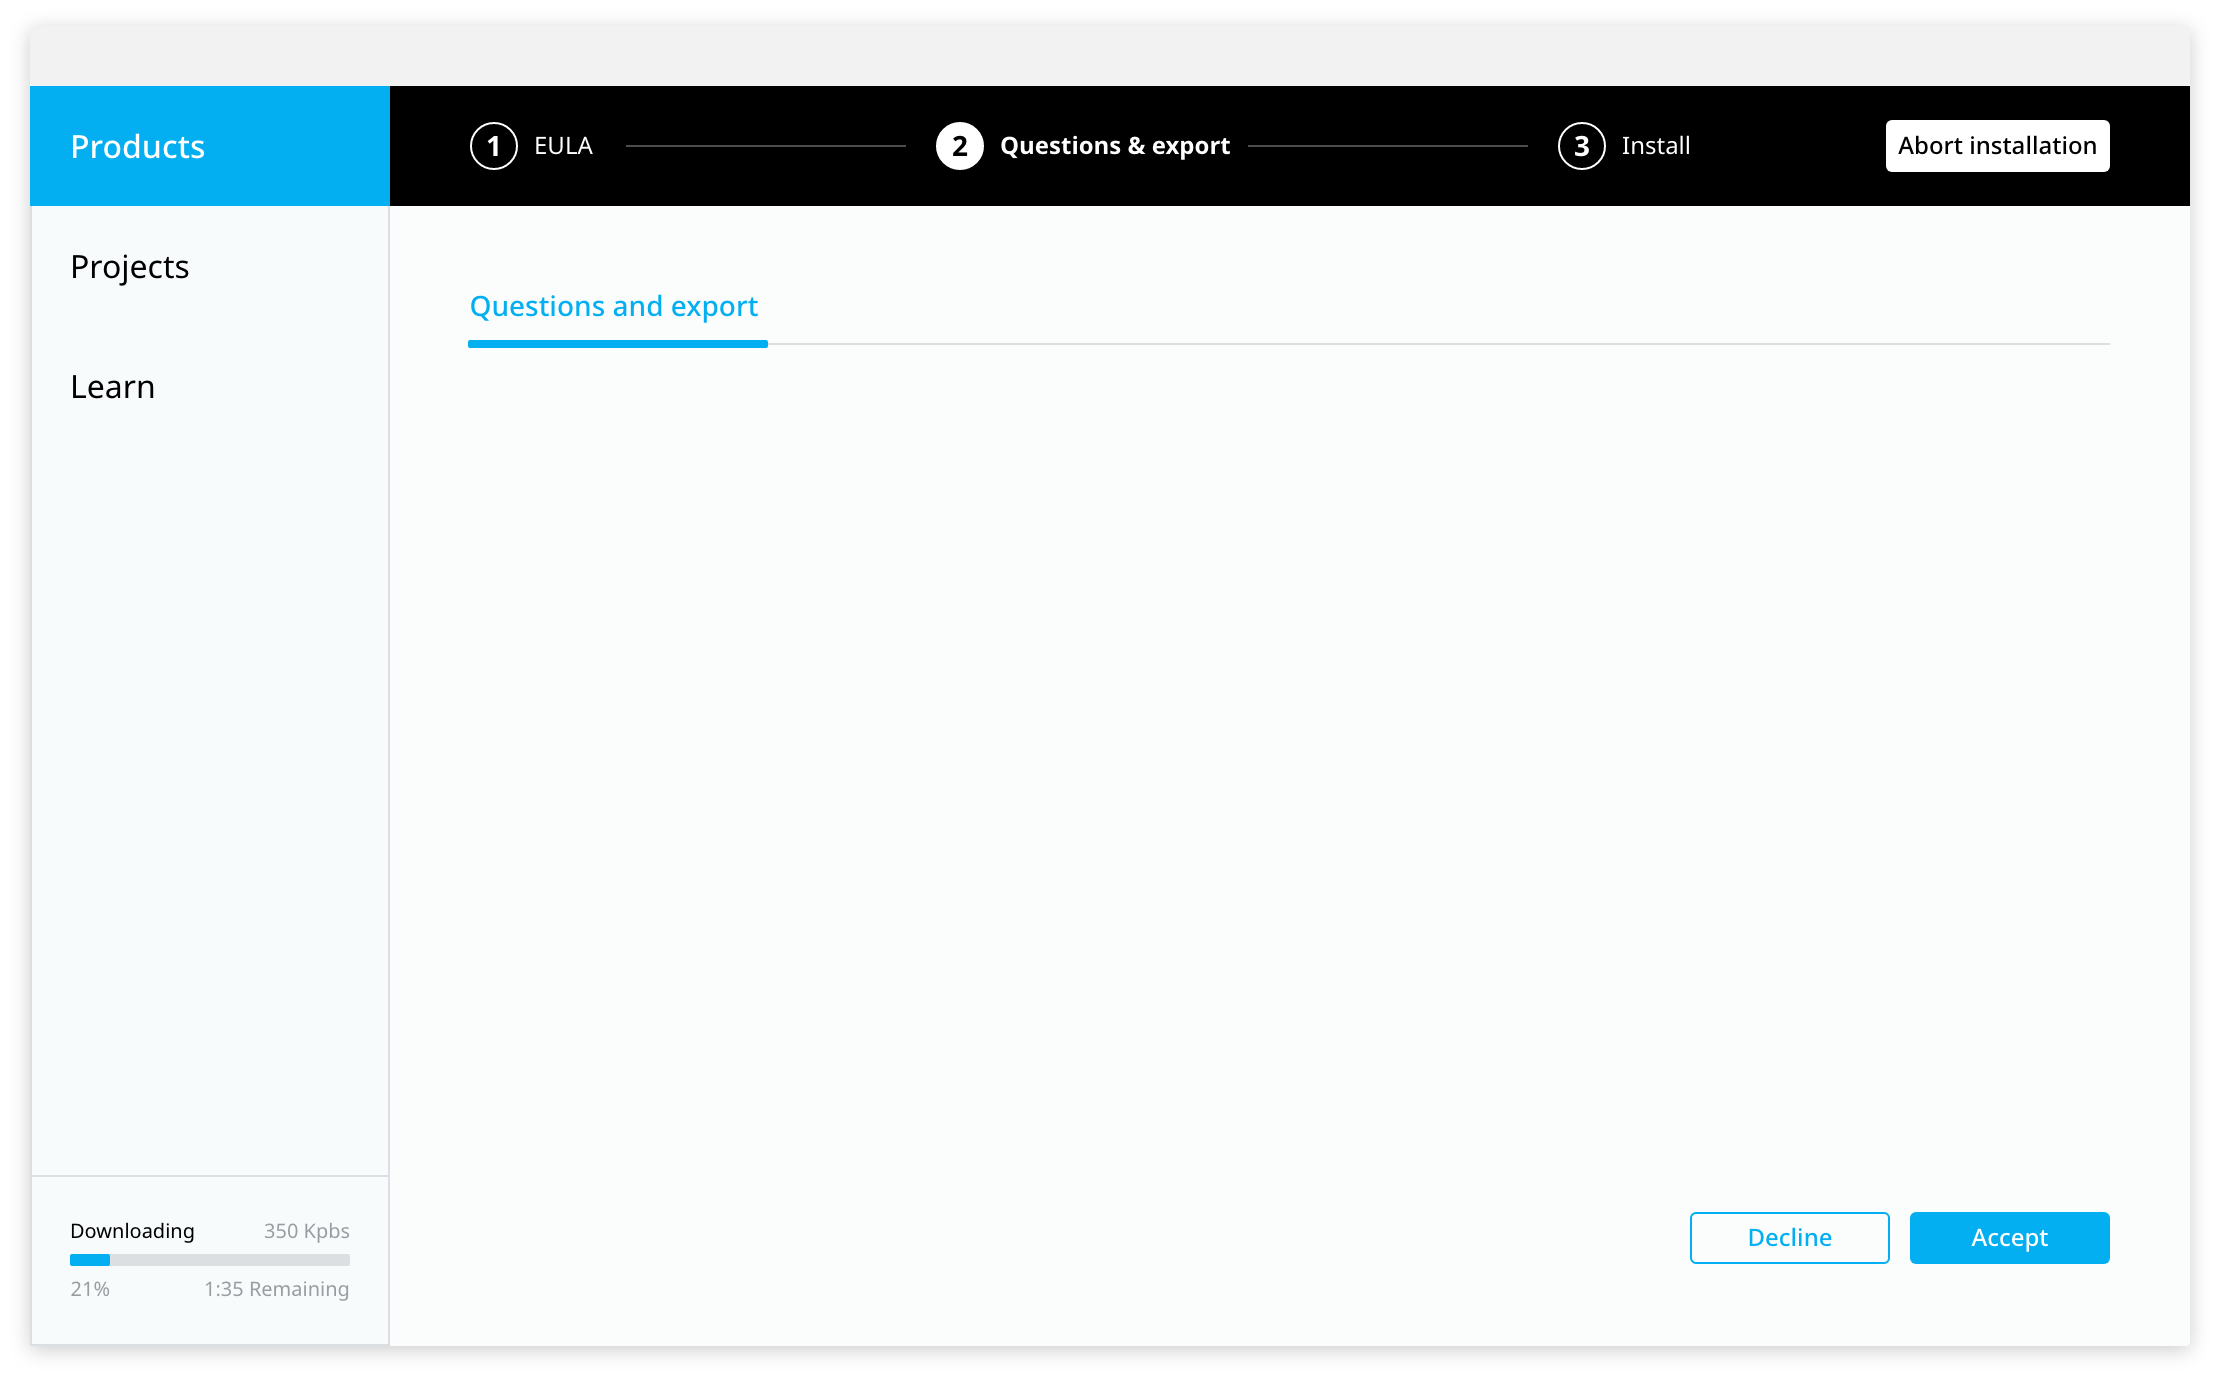 Products
1 EULA
2 Questions & export
3 Install
Abort installation
Projects
Learn
Questions and export
Downloading 350 Kpbs
21% 1:35 Remaining
Decline
Accept